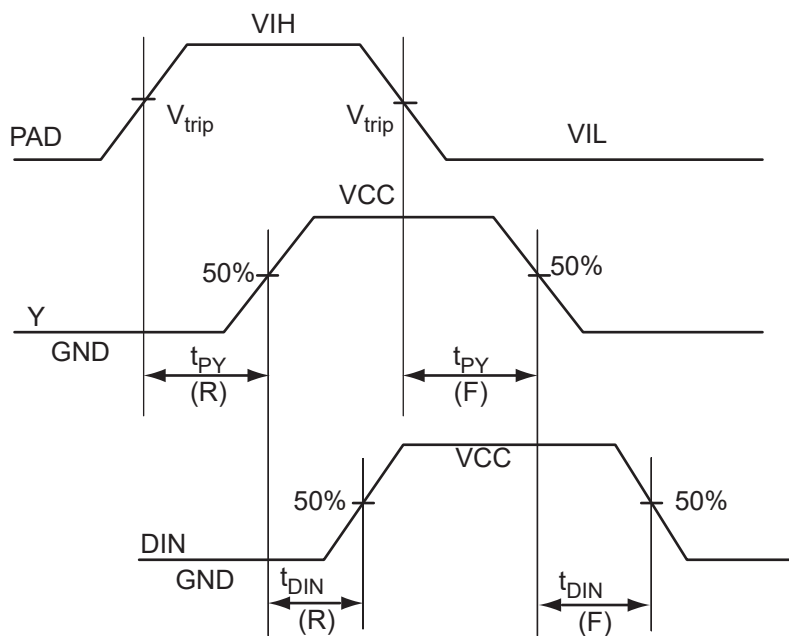 VIH
PAD
Vtrip
Vtrip
VIL
VCC
50%
50%
Y
GND
tPY
(R)
tPY
(F)
VCC
50%
50%
DIN
GND
tDIN
(R)
tDIN
(F)